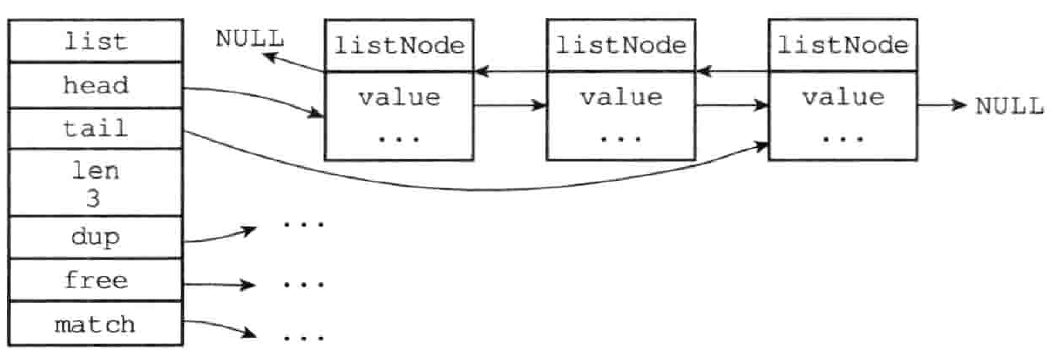 list
head
tail
len
3
dup
free
match
NULL
listNode
value
...
listNode
value
...
listNode
value
...
NULL
...
...
...